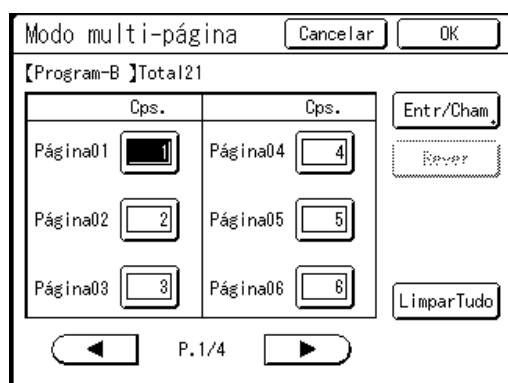 Modo multi-página Cancelar OK
【Program-B 】Total21
Cps. Cps. Entr/Cham
Página01 1 Página04 4 Rever
Página02 2 Página05 5
Página03 3 Página06 6 LimparTudo
P.1/4